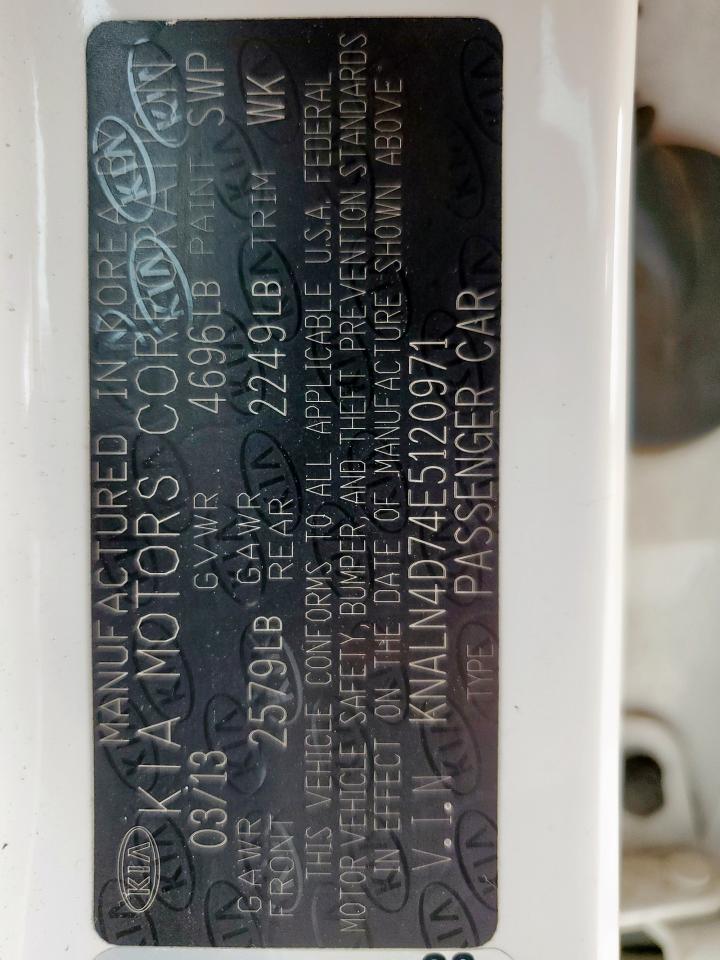 MANUFACTURED IN KOREA BY
KIA KIA MOTORS CORPORATION
03/13 GVWR 4696LB PAINT SWP
GAWR FRONT 2579LB GAWR REAR 2249LB TRIM WK
THIS VEHICLE CONFORMS TO ALL APPLICABLE U.S.A. FEDERAL
MOTOR VEHICLE SAFETY, BUMPER, AND THEFT PREVENTION STANDARDS
IN EFFECT ON THE DATE OF MANUFACTURE SHOWN ABOVE
V.I.N KNALN4D74E5120971
TYPE PASSENGER CAR